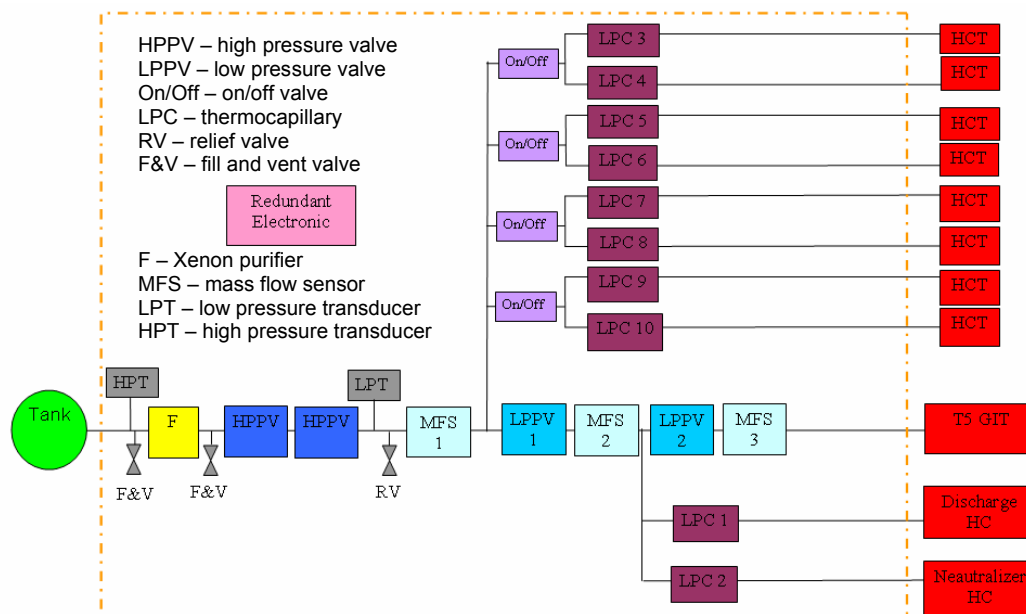 HPPV – high pressure valve
LPPV – low pressure valve
On/Off – on/off valve
LPC – thermocapillary
RV – relief valve
F&V – fill and vent valve
Redundant
Electronic
F – Xenon purifier
MFS – mass flow sensor
LPT – low pressure transducer
HPT – high pressure transducer
On/Off
LPC 3
HCT
LPC 4
HCT
On/Off
LPC 5
HCT
LPC 6
HCT
On/Off
LPC 7
HCT
LPC 8
HCT
On/Off
LPC 9
HCT
LPC 10
HCT
Tank
HPT
F&V
F
F&V
HPPV
HPPV
LPT
RV
MFS
1
LPPV
1
MFS
2
LPPV
2
MFS
3
T5 GIT
LPC 1
Discharge
HC
LPC 2
Neautralizer
HC